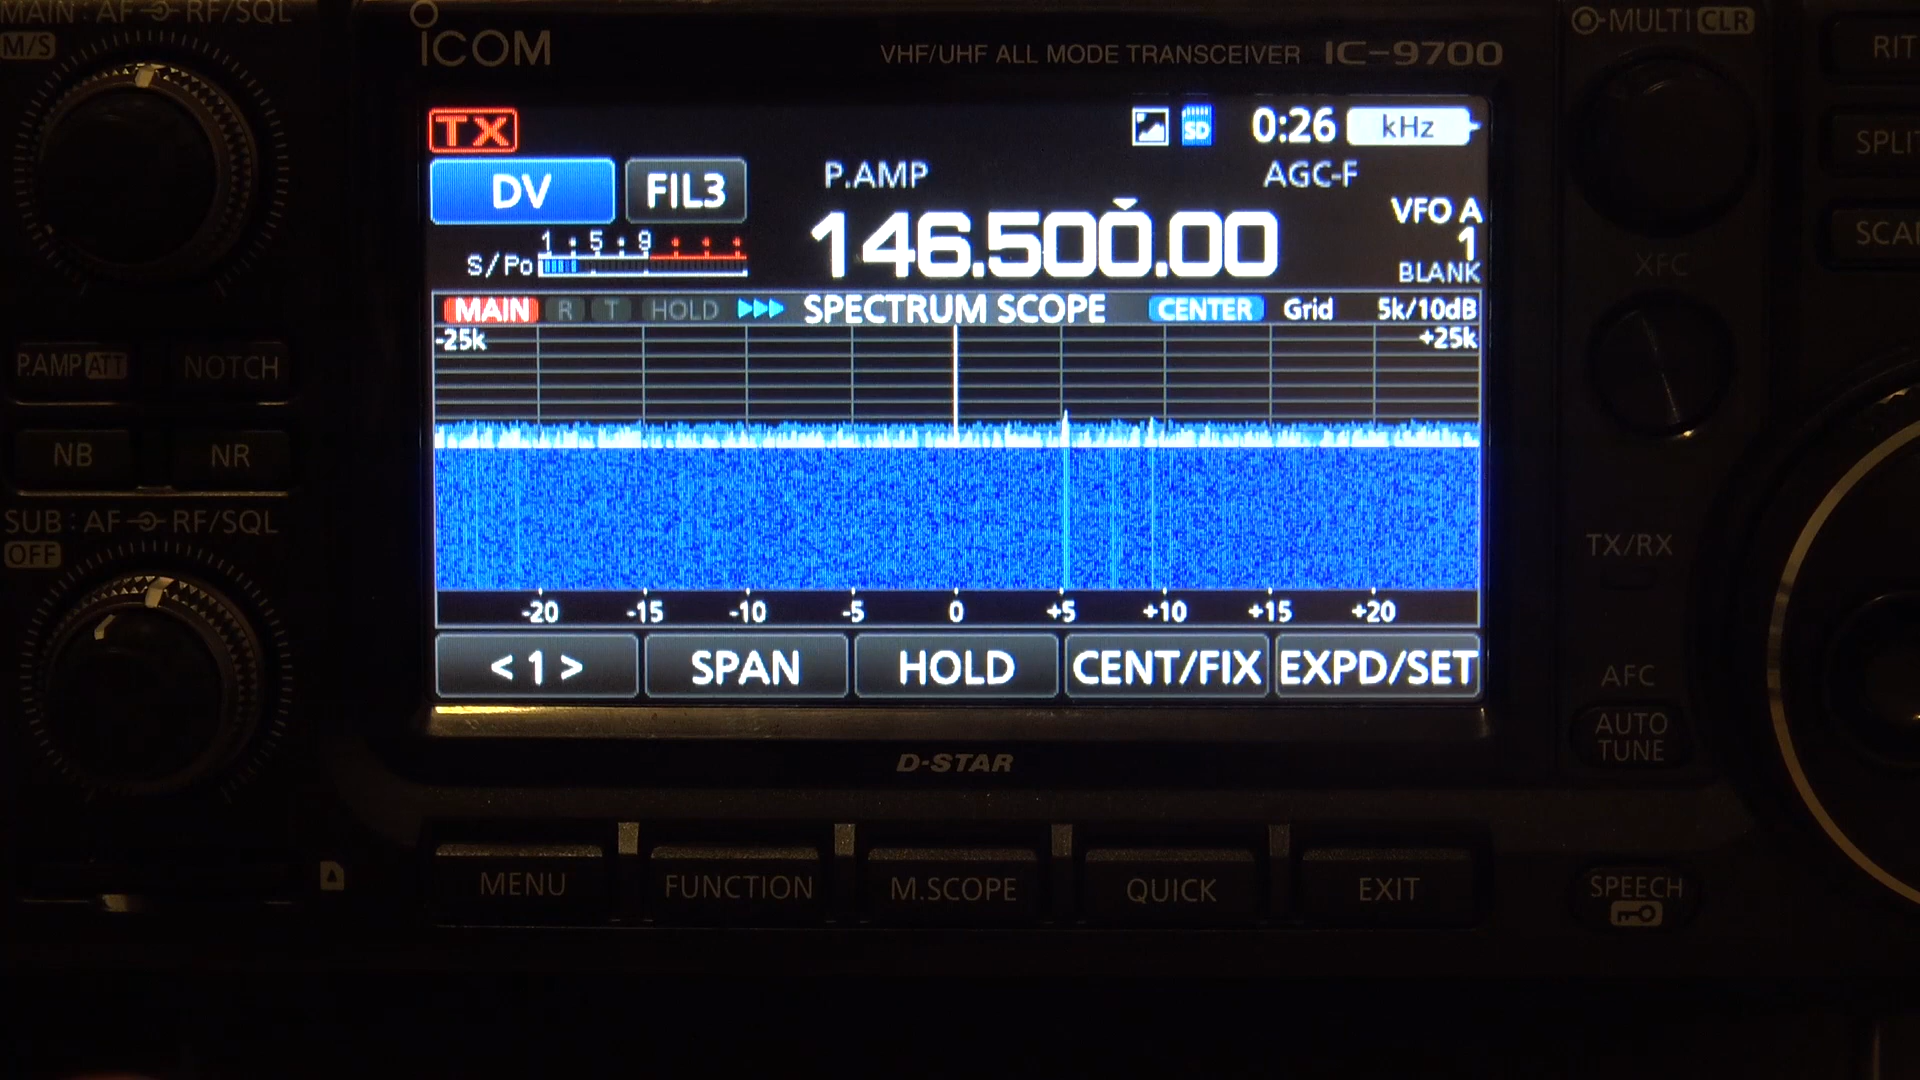 MAIN: AF RF/SQL
M/S
ICOM
VHF/UHF ALL MODE TRANSCEIVER IC-9700
MULTI CLR
RIT
TX
SD
0:26 kHz
DV FIL3
P.AMP
AGC-F
146.500.00
VFO A
1
BLANK
1 5 9
S/Po
MAIN R T HOLD SPECTRUM SCOPE CENTER Grid 5k/10dB
-25k +25k
-20 -15 -10 -5 0 +5 +10 +15 +20
< 1 > SPAN HOLD CENT/FIX EXPD/SET
D-STAR
P.AMP ATT NOTCH
NB NR
SUB: AF RF/SQL
OFF
SPLIT
XFC
TX/RX
AFC
AUTO
TUNE
MENU FUNCTION M.SCOPE QUICK EXIT
SPEECH